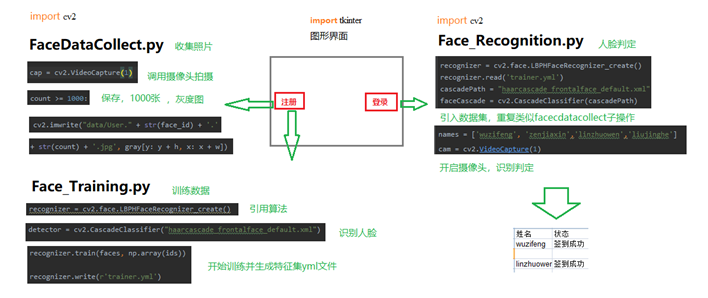 import cv2
FaceDataCollect.py 收集照片
cap = cv2.VideoCapture(1) 调用摄像头拍摄
count >= 1000: 保存，1000张，灰度图
cv2.imwrite("data/User." + str(face_id) + '.'
+ str(count) + '.jpg', gray[y: y + h, x: x + w])
Face_Training.py 训练数据
recognizer = cv2.face.LBPHFaceRecognizer_create() 引用算法
detector = cv2.CascadeClassifier("haarcascade_frontalface_default.xml") 识别人脸
recognizer.train(faces, np.array(ids))
recognizer.write(r'trainer.yml')
开始训练并生成特征集yml文件
import tkinter
图形界面
注册
登录
import cv2
Face_Recognition.py 人脸判定
recognizer = cv2.face.LBPHFaceRecognizer_create()
recognizer.read('trainer.yml')
cascadePath = "haarcascade_frontalface_default.xml"
faceCascade = cv2.CascadeClassifier(cascadePath)
引入数据集，重复类似facecdatacollect子操作
names = ['wuzifeng', 'zenjiaxin','linzhuowen','liujinghe']
cam = cv2.VideoCapture(1)
开启摄像头，识别判定
姓名 状态
wuzifeng 签到成功
linzhuower 签到成功